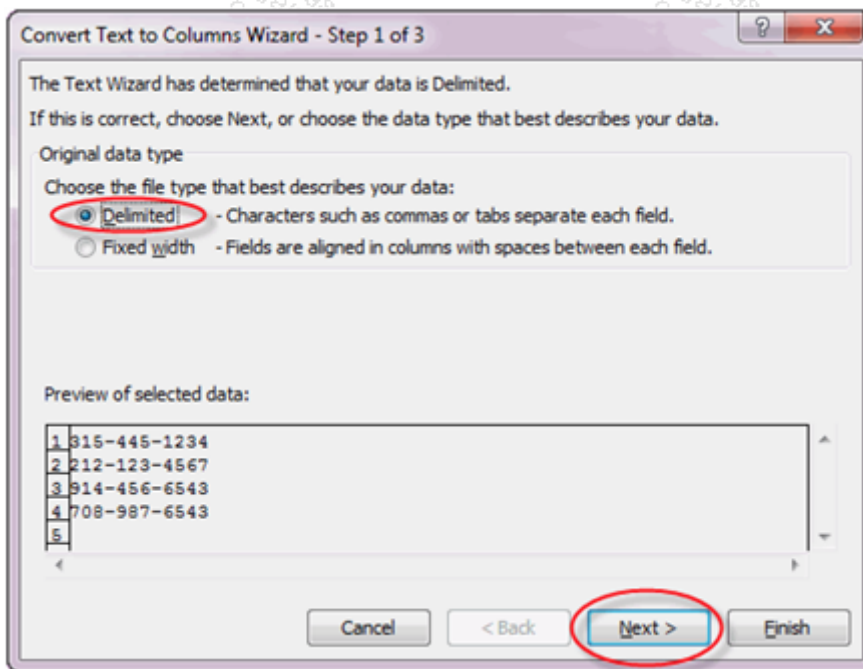 Convert Text to Columns Wizard - Step 1 of 3
?
The Text Wizard has determined that your data is Delimited.
If this is correct, choose Next, or choose the data type that best describes your data.
Original data type
Choose the file type that best describes your data:
Delimited - Characters such as commas or tabs separate each field.
Fixed width - Fields are aligned in columns with spaces between each field.
Preview of selected data:
1 315-445-1234
2 212-123-4567
3 914-456-6543
4 708-987-6543
5
Cancel < Back Next > Finish